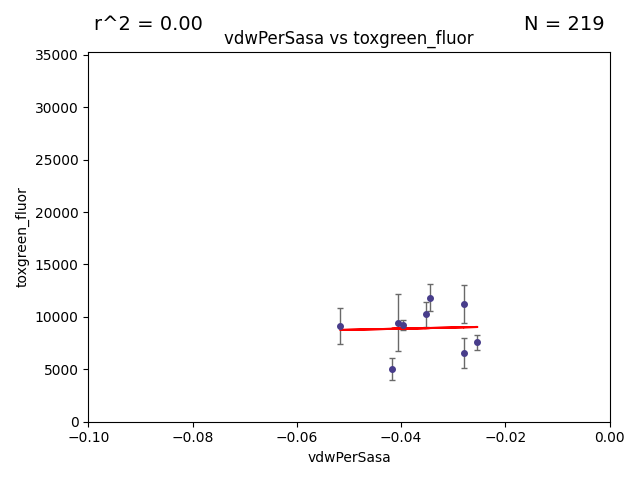 r^2 = 0.00
N = 219
vdwPerSasa vs toxgreen_fluor
35000
30000
25000
20000
15000
10000
5000
0
toxgreen_fluor
−0.10
−0.08
−0.06
−0.04
−0.02
0.00
vdwPerSasa